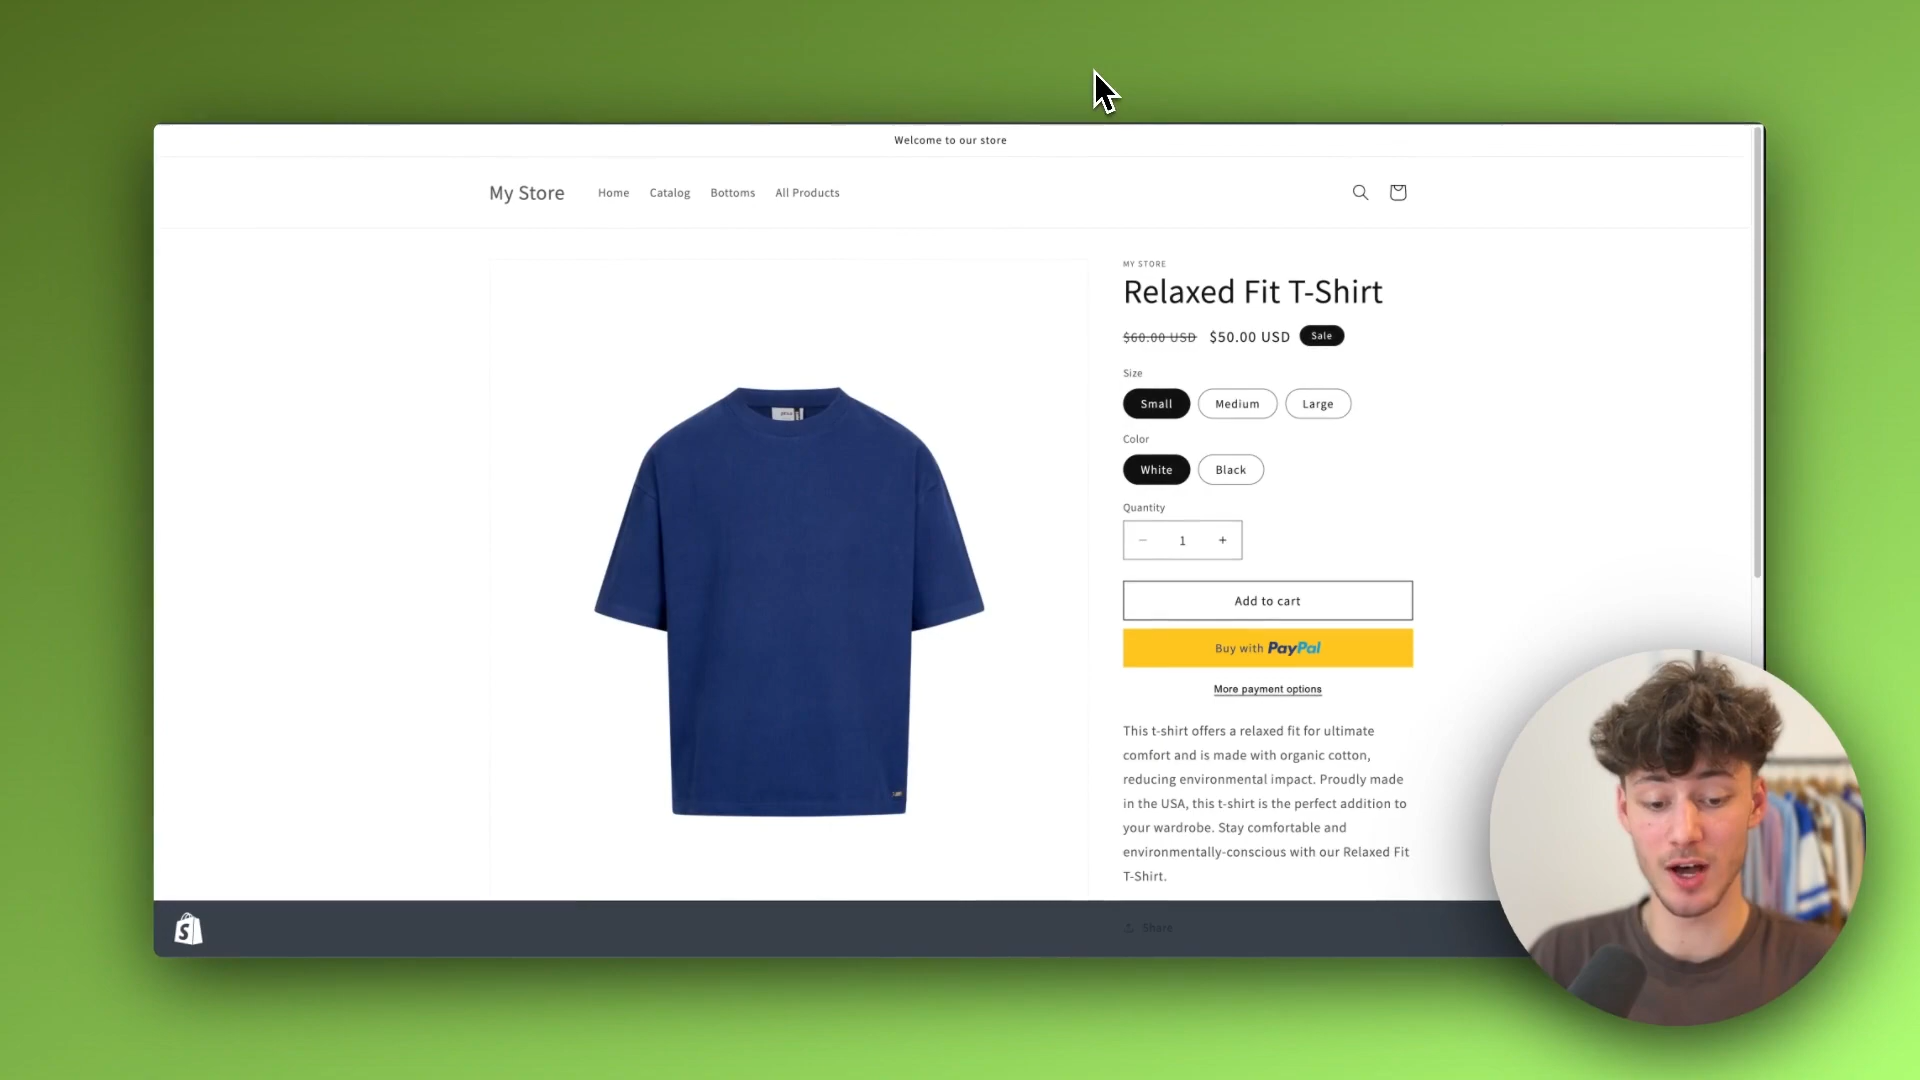 Welcome to our store
My Store Home Catalog Bottoms All Products
MY STORE
Relaxed Fit T-Shirt
$60.00 USD $50.00 USD Sale
Size
Small Medium Large
Color
White Black
Quantity
− 1 +
Add to cart
Buy with PayPal
More payment options
This t-shirt offers a relaxed fit for ultimate
comfort and is made with organic cotton,
reducing environmental impact. Proudly made
in the USA, this t-shirt is the perfect addition to
your wardrobe. Stay comfortable and
environmentally-conscious with our Relaxed Fit
T-Shirt.
Share